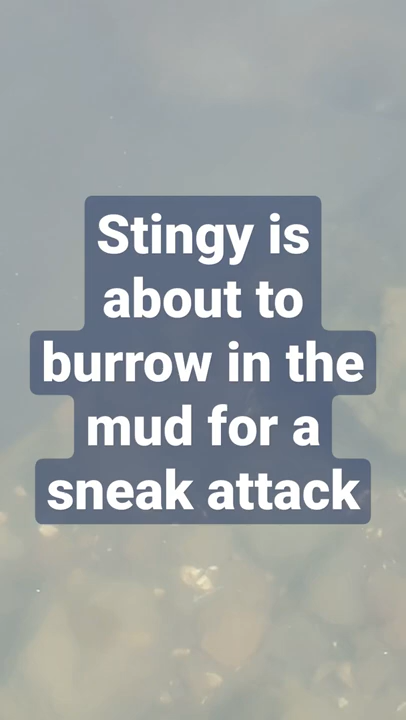 Stingy is
about to
burrow in the
mud for a
sneak attack